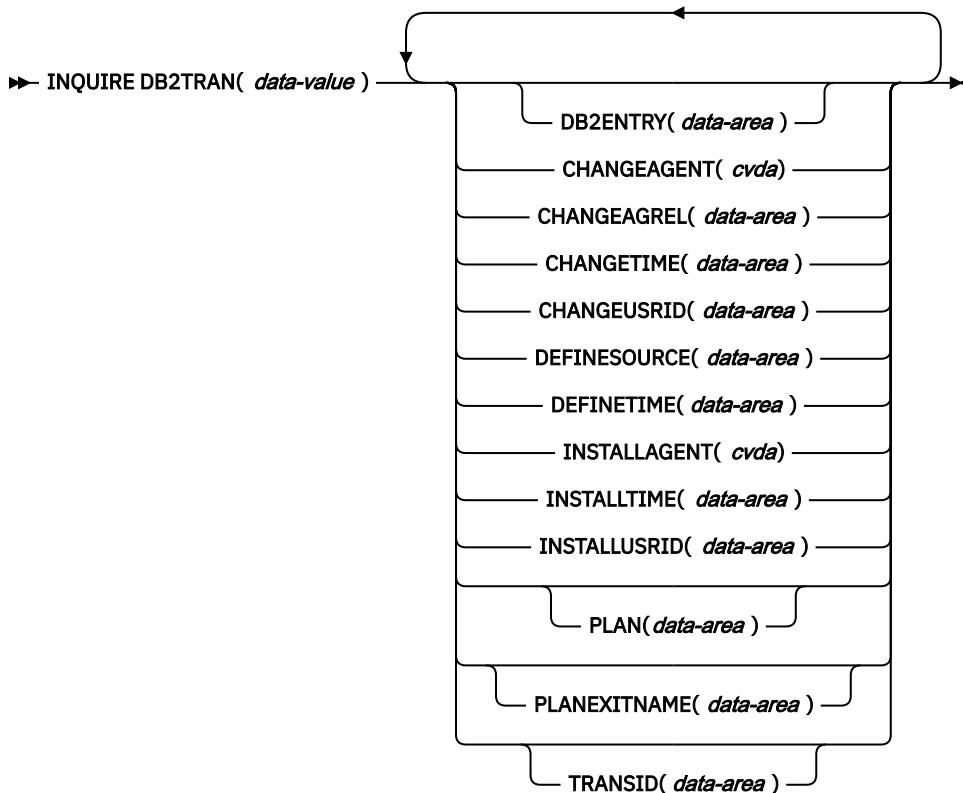 INQUIRE DB2TRAN( data-value )
DB2ENTRY( data-area )
CHANGEAGENT( cvda)
CHANGEAGREL( data-area )
CHANGETIME( data-area )
CHANGEUSRID( data-area )
DEFINESOURCE( data-area )
DEFINETIME( data-area )
INSTALLAGENT( cvda)
INSTALLTIME( data-area )
INSTALLUSRID( data-area )
PLAN(data-area )
PLANEXITNAME( data-area )
TRANSID( data-area )